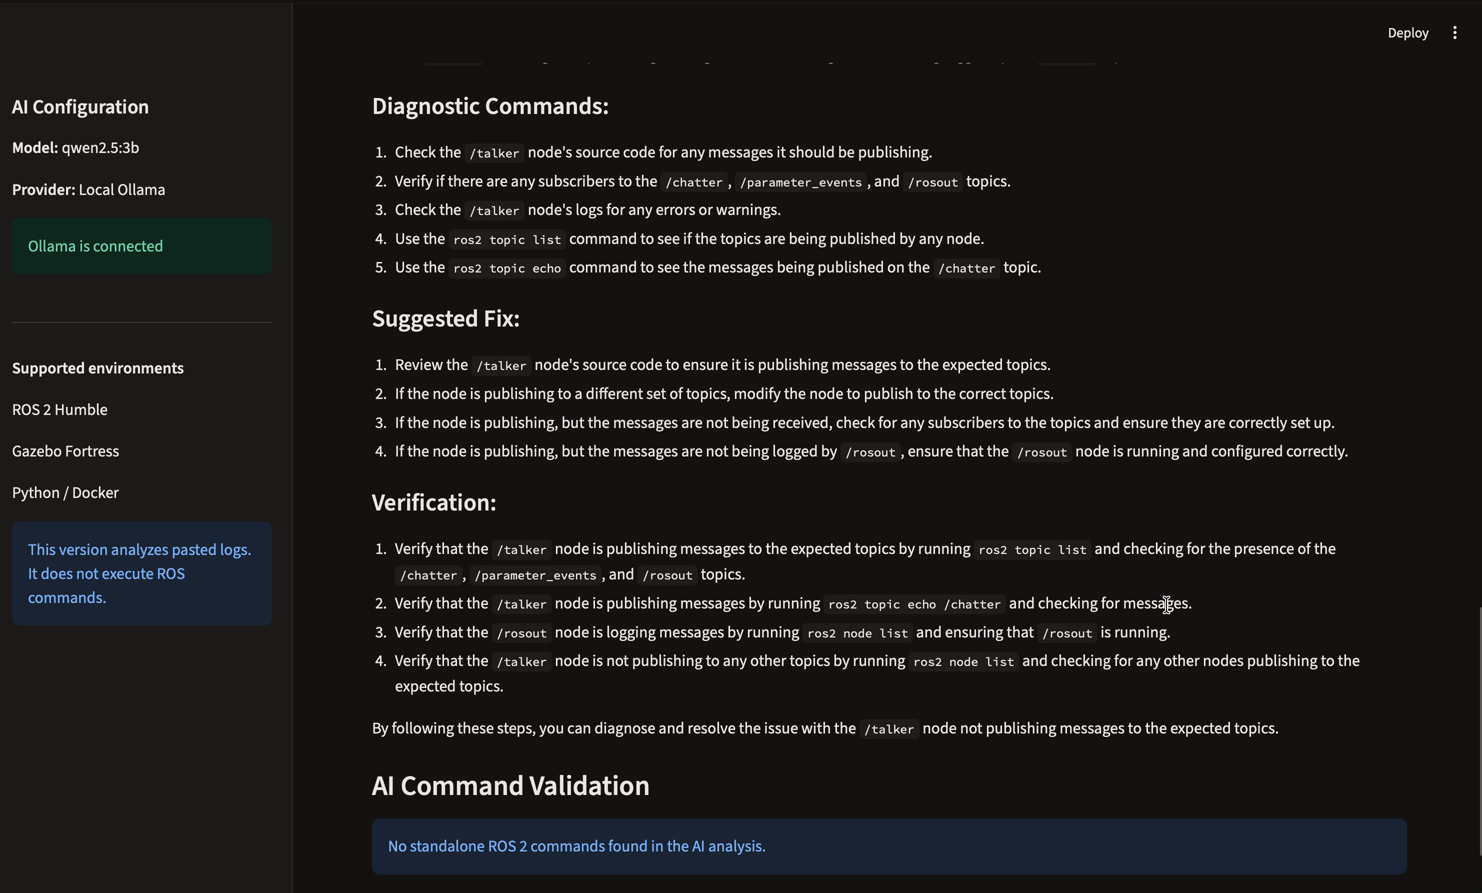 Deploy
AI Configuration
Model: qwen2.5:3b
Provider: Local Ollama
Ollama is connected
Supported environments
ROS 2 Humble
Gazebo Fortress
Python / Docker
This version analyzes pasted logs.
It does not execute ROS
commands.
Diagnostic Commands:
1. Check the /talker node's source code for any messages it should be publishing.
2. Verify if there are any subscribers to the /chatter , /parameter_events , and /rosout topics.
3. Check the /talker node's logs for any errors or warnings.
4. Use the ros2 topic list command to see if the topics are being published by any node.
5. Use the ros2 topic echo command to see the messages being published on the /chatter topic.
Suggested Fix:
1. Review the /talker node's source code to ensure it is publishing messages to the expected topics.
2. If the node is publishing to a different set of topics, modify the node to publish to the correct topics.
3. If the node is publishing, but the messages are not being received, check for any subscribers to the topics and ensure they are correctly set up.
4. If the node is publishing, but the messages are not being logged by /rosout , ensure that the /rosout node is running and configured correctly.
Verification:
1. Verify that the /talker node is publishing messages to the expected topics by running ros2 topic list and checking for the presence of the
/chatter , /parameter_events , and /rosout topics.
2. Verify that the /talker node is publishing messages by running ros2 topic echo /chatter and checking for messages.
3. Verify that the /rosout node is logging messages by running ros2 node list and ensuring that /rosout is running.
4. Verify that the /talker node is not publishing to any other topics by running ros2 node list and checking for any other nodes publishing to the
expected topics.
By following these steps, you can diagnose and resolve the issue with the /talker node not publishing messages to the expected topics.
AI Command Validation
No standalone ROS 2 commands found in the AI analysis.